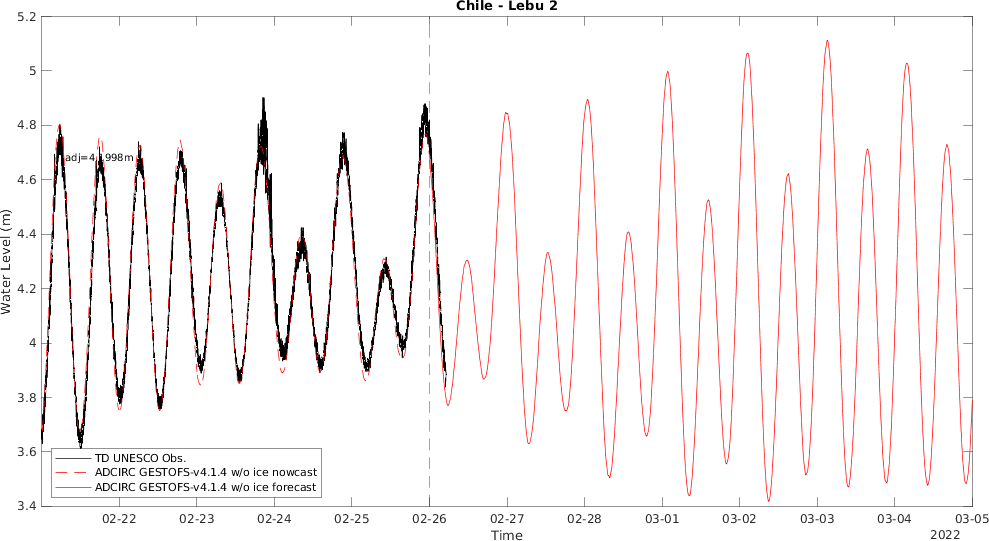 Chile - Lebu 2
5.2
5
4.8
4.6
4.4
4.2
4
3.8
3.6
3.4
Water Level (m)
TD UNESCO Obs.
ADCIRC GESTOFS-v4.1.4 w/o ice nowcast
ADCIRC GESTOFS-v4.1.4 w/o ice forecast
02-22 02-23 02-24 02-25 02-26 02-27 02-28 03-01 03-02 03-03 03-04 03-05
Time
2022